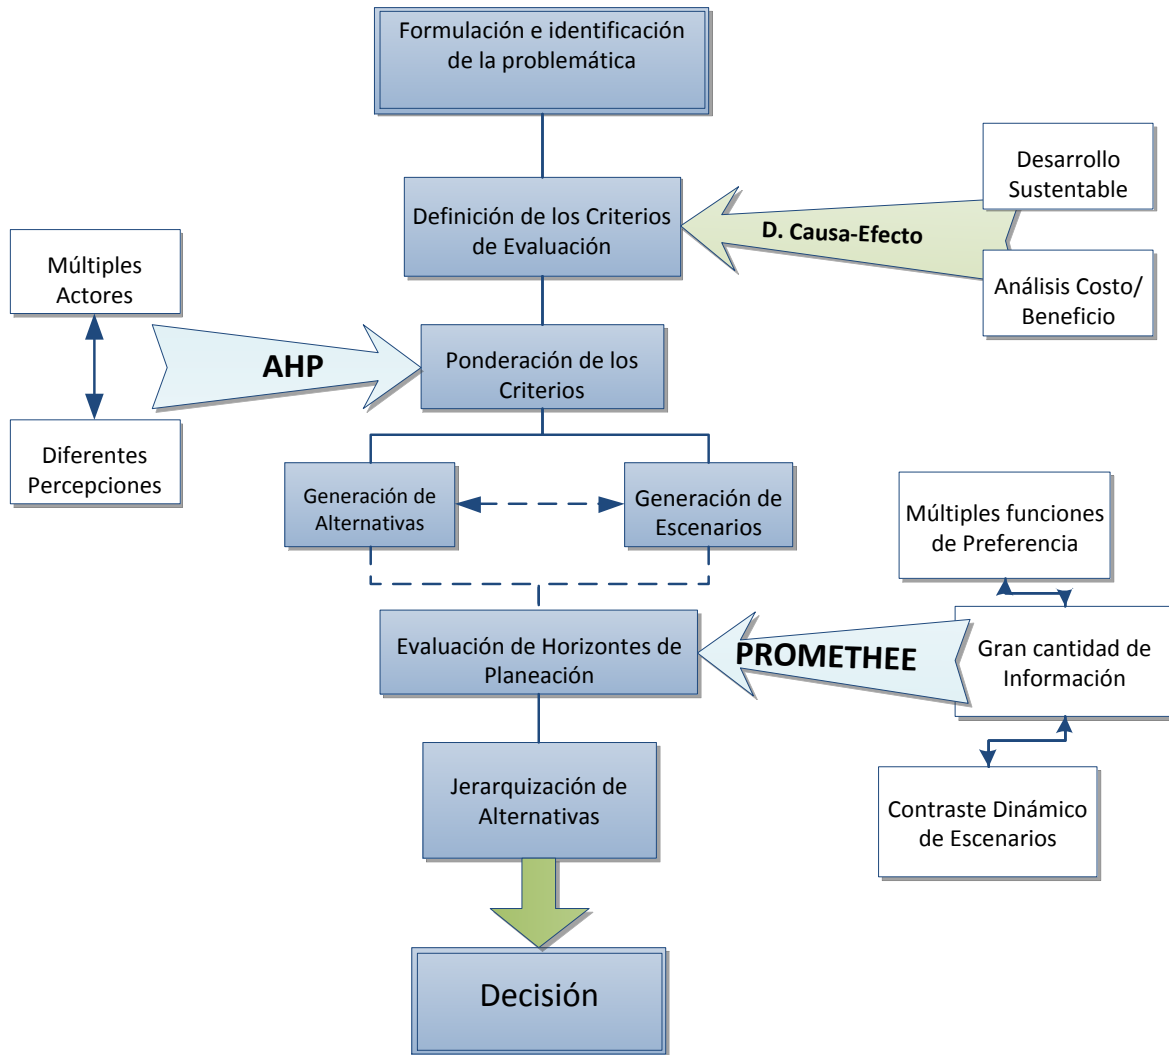 Formulación e identificación
de la problemática
Desarrollo
Sustentable
Definición de los Criterios
de Evaluación
D. Causa-Efecto
Análisis Costo/
Beneficio
Múltiples
Actores
AHP
Ponderación de los
Criterios
Diferentes
Percepciones
Generación de
Alternativas
Generación de
Escenarios
Múltiples funciones
de Preferencia
Evaluación de Horizontes de
Planeación
PROMETHEE
Gran cantidad de
Información
Jerarquización de
Alternativas
Contraste Dinámico
de Escenarios
Decisión